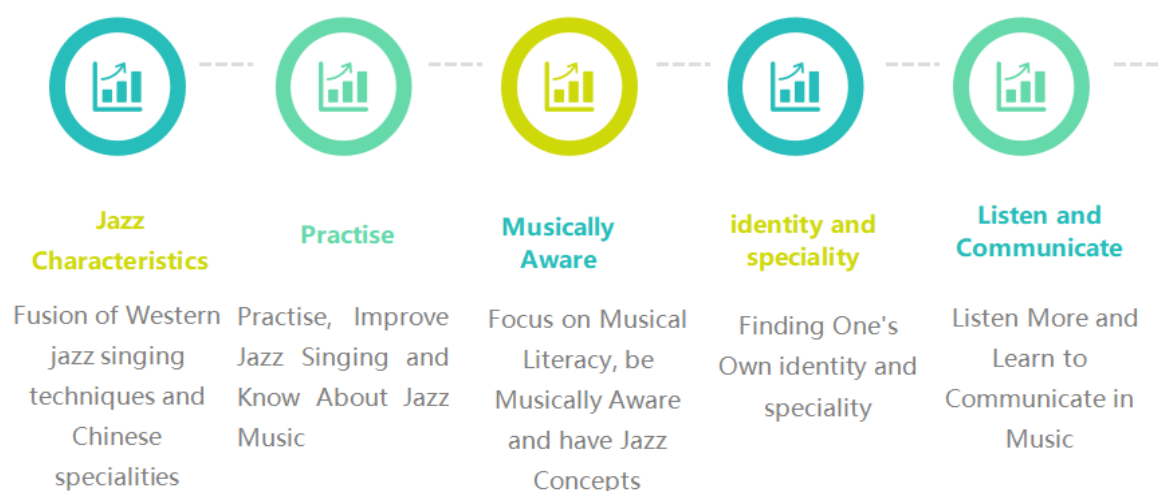 Jazz
Characteristics
Fusion of Western
jazz singing
techniques and
Chinese
specialities
Practise
Practise, Improve
Jazz Singing and
Know About Jazz
Music
Musically
Aware
Focus on Musical
Literacy, be
Musically Aware
and have Jazz
Concepts
identity and
speciality
Finding One's
Own identity and
speciality
Listen and
Communicate
Listen More and
Learn to
Communicate in
Music